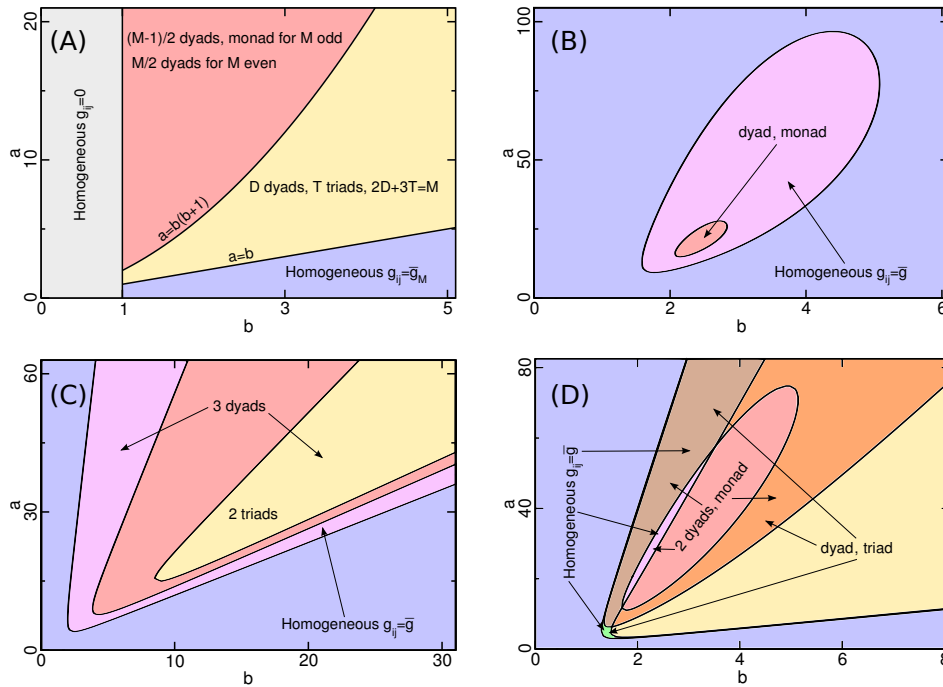 (A)
(M-1)/2 dyads, monad for M odd
M/2 dyads for M even
Homogeneous g_ij=0
a=b(b+1)
D dyads, T triads, 2D+3T=M
a=b
Homogeneous g_ij=g̅_M
20
10
0
a
0
1
3
5
b
(B)
dyad, monad
Homogeneous g_ij=g̅
100
50
0
a
0
2
4
6
b
(C)
3 dyads
2 triads
Homogeneous g_ij=g̅
60
30
0
a
0
10
20
30
b
(D)
Homogeneous g_ij=g̅
2 dyads, monad
dyad, triad
80
40
0
a
0
2
4
6
8
b